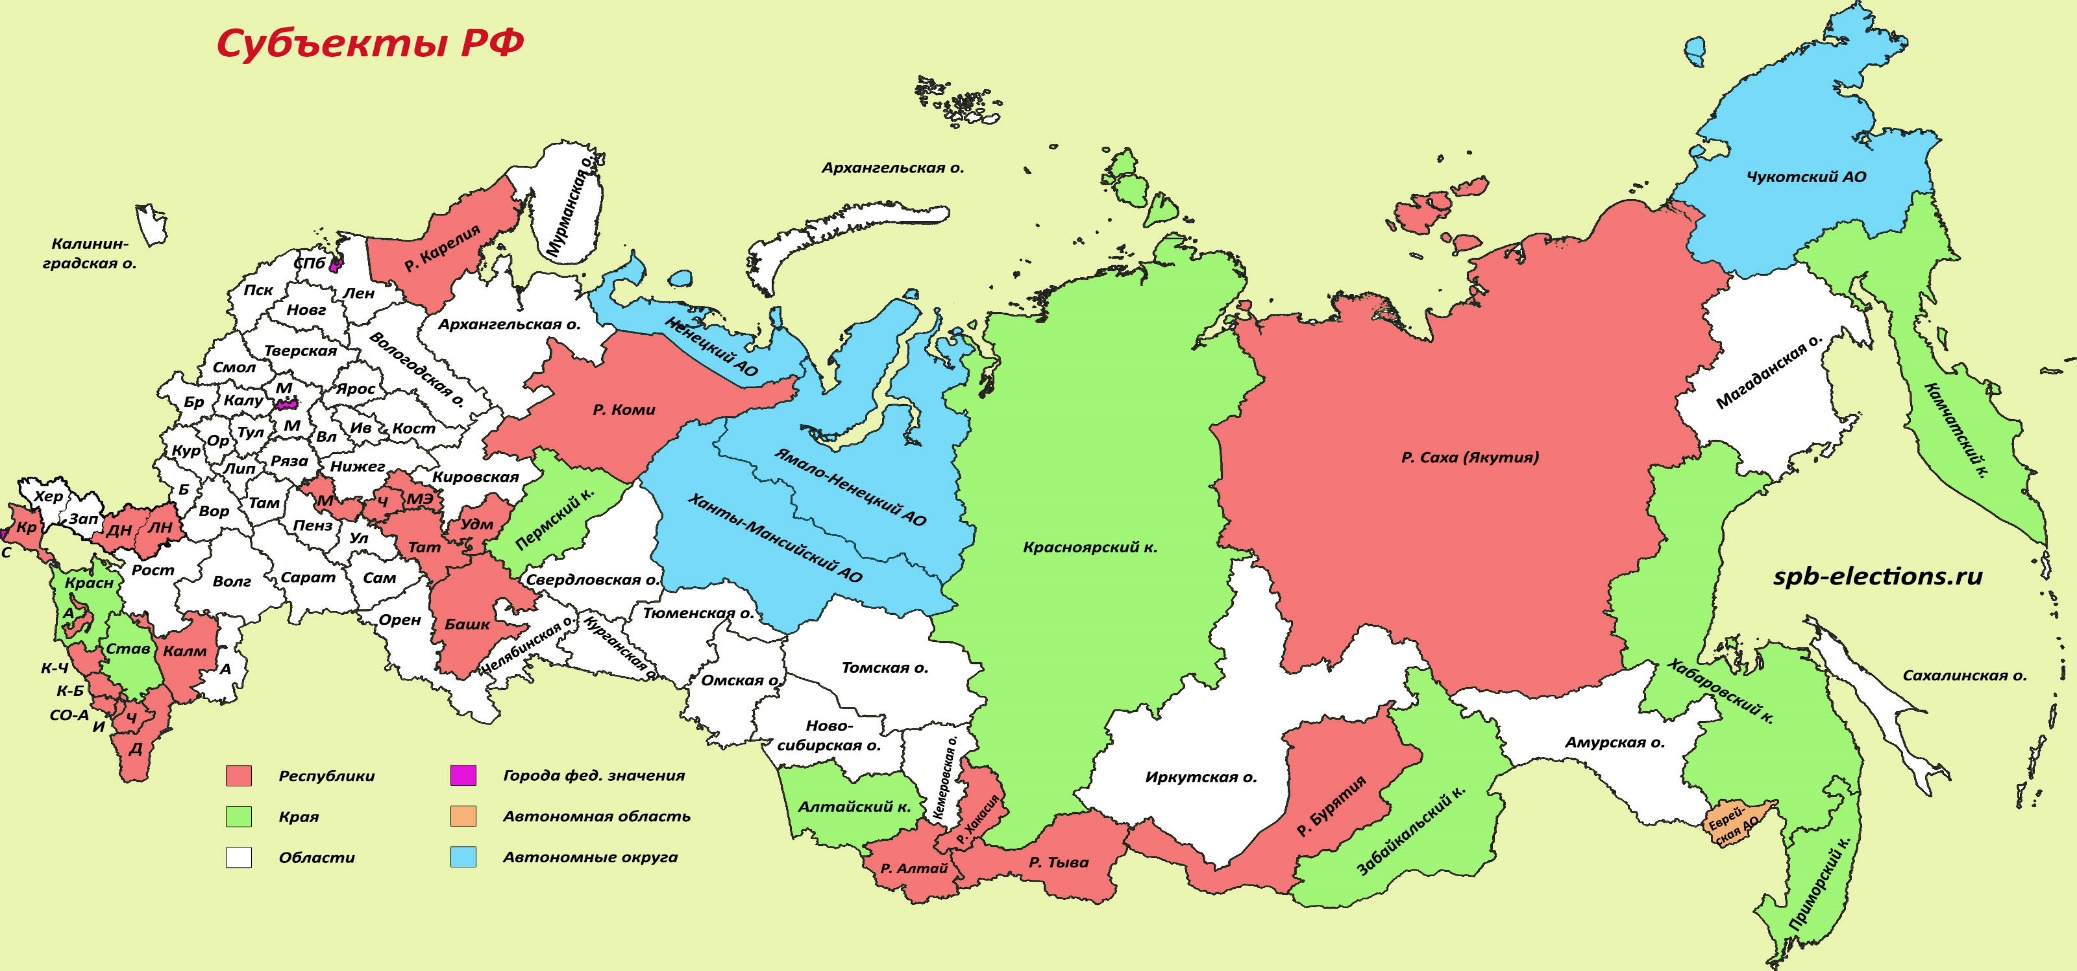 Субъекты РФ
Архангельская о.
Мурманская о.
Чукотский АО
Калинин-
градская о.
Р. Карелия
СПб
Пск
Лен
Новг
Архангельская о.
Ненецкий АО
Тверская
Вологодская о.
Смол
М
Ярос
Магаданская о.
Бр
Калу
Р. Коми
Камчатский к.
Кур
Ор
Тул
М
Вл
Ив
Кост
Лип
Ряза
Нижег
Кировская
Ямало-Ненецкий АО
Р. Саха (Якутия)
Хер
Зап
Б
Вор
Там
М
Ч
МЭ
Пермский к.
Ханты-Мансийский АО
Кр
С
ДН
ЛН
Пенз
Ул
Тат
Удм
Красноярский к.
Рост
Волг
Сарат
Сам
Свердловская о.
spb-elections.ru
Красн
А
Орен
Башк
Челябинская о.
Курганская о.
Тюменская о.
Став
Калм
А
К-Ч
К-Б
СО-А
И
Ч
Д
Омская о.
Томская о.
Хабаровский к.
Сахалинская о.
Ново-
сибирская о.
Кемеровская о.
Иркутская о.
Амурская о.
Алтайский к.
Р. Хакасия
Р. Бурятия
Забайкальский к.
Еврей-
ская АО
Р. Алтай
Р. Тыва
Приморский к.
Республики
Края
Области
Города фед. значения
Автономная область
Автономные округа